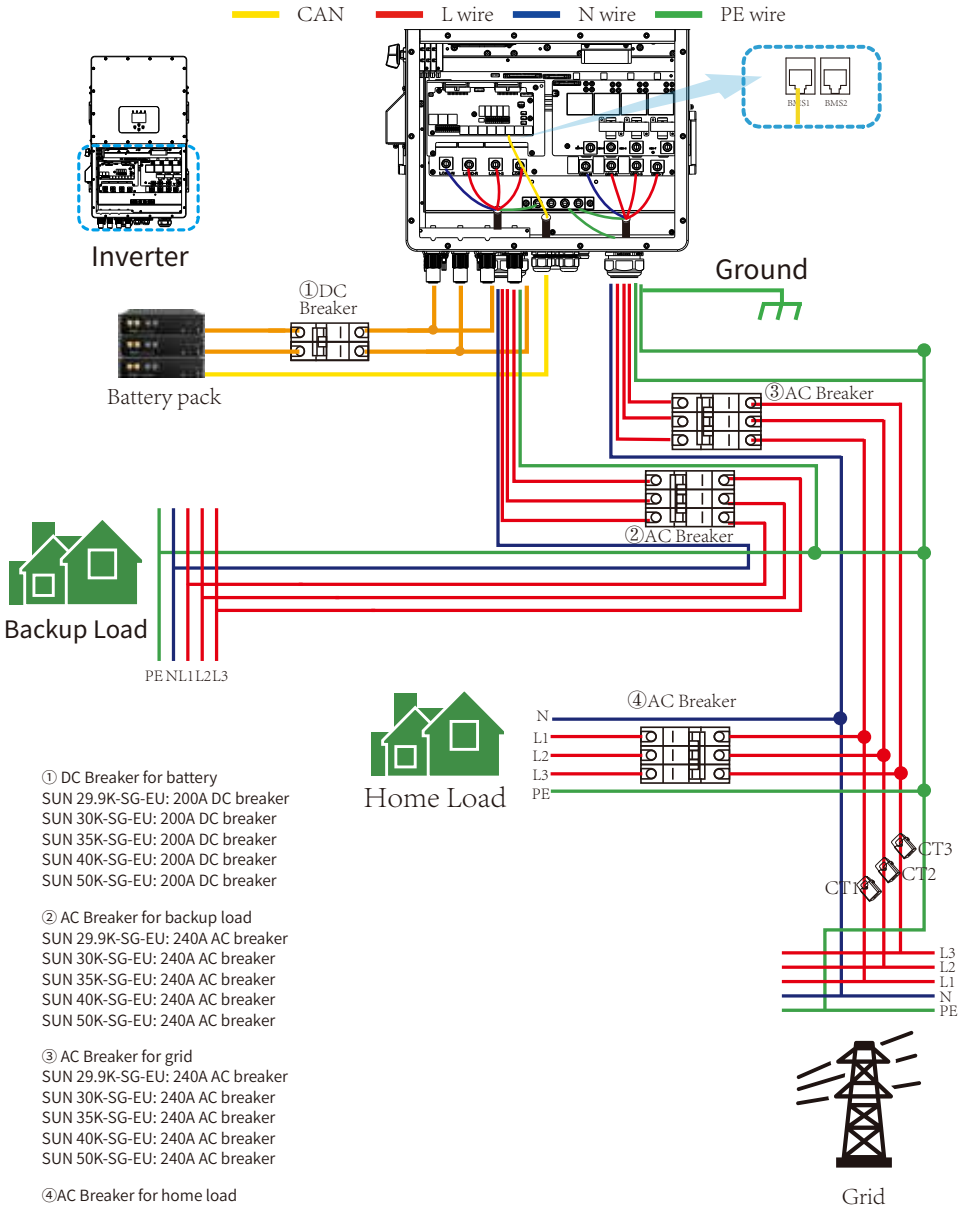 CAN L wire N wire PE wire
BMS1 BMS2
Inverter
Ground
①DC
Breaker
Battery pack
③AC Breaker
②AC Breaker
Backup Load
PE N L1 L2 L3
④AC Breaker
N
L1
L2
L3
PE
Home Load
① DC Breaker for battery
SUN 29.9K-SG-EU: 200A DC breaker
SUN 30K-SG-EU: 200A DC breaker
SUN 35K-SG-EU: 200A DC breaker
SUN 40K-SG-EU: 200A DC breaker
SUN 50K-SG-EU: 200A DC breaker
② AC Breaker for backup load
SUN 29.9K-SG-EU: 240A AC breaker
SUN 30K-SG-EU: 240A AC breaker
SUN 35K-SG-EU: 240A AC breaker
SUN 40K-SG-EU: 240A AC breaker
SUN 50K-SG-EU: 240A AC breaker
③ AC Breaker for grid
SUN 29.9K-SG-EU: 240A AC breaker
SUN 30K-SG-EU: 240A AC breaker
SUN 35K-SG-EU: 240A AC breaker
SUN 40K-SG-EU: 240A AC breaker
SUN 50K-SG-EU: 240A AC breaker
④AC Breaker for home load
CT3
CT2
CT1
L3
L2
L1
N
PE
Grid